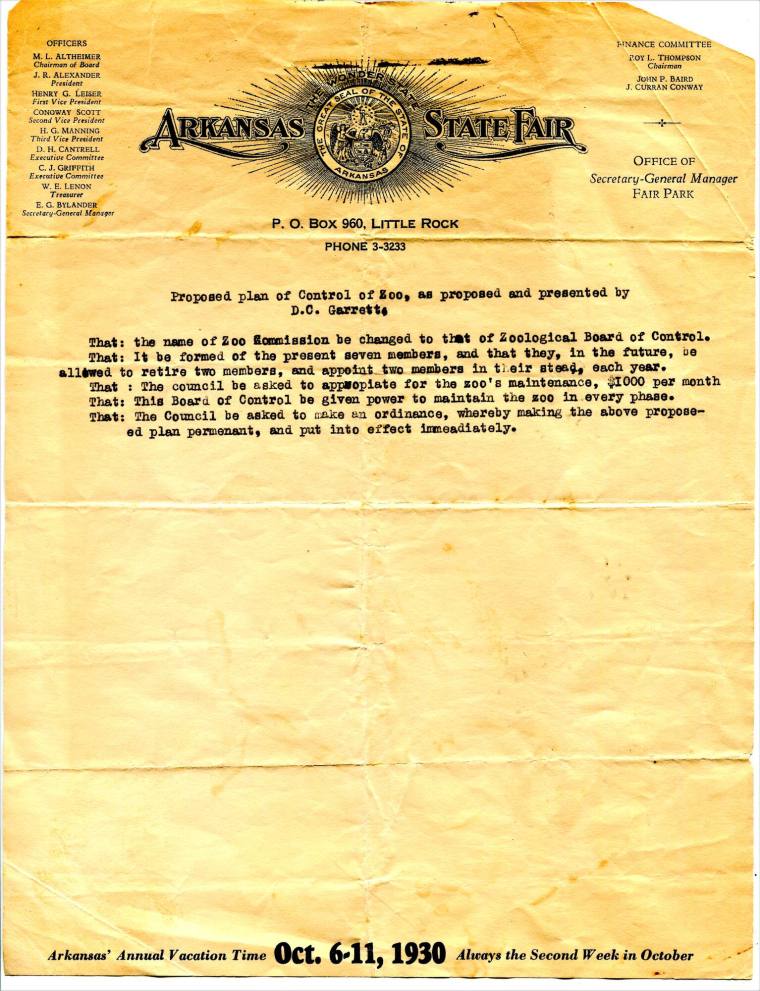 OFFICERS
M. L. ALTHEIMER
Chairman of Board
J. R. ALEXANDER
President
HENRY G. LEISER
First Vice President
CONOWAY SCOTT
Second Vice President
H. G. MANNING
Third Vice President
D. H. CANTRELL
Executive Committee
C. J. GRIFFITH
Executive Committee
W. E. LENON
Treasurer
E. G. BYLANDER
Secretary-General Manager
THE WONDER STATE
THE GREAT SEAL OF THE STATE OF ARKANSAS
ARKANSAS STATE FAIR
P. O. BOX 960, LITTLE ROCK
PHONE 3-3233
FINANCE COMMITTEE
ROY L. THOMPSON
Chairman
JOHN P. BAIRD
J. CURRAN CONWAY
OFFICE OF
Secretary-General Manager
FAIR PARK
Proposed plan of Control of Zoo, as proposed and presented by
D.C. Garrett.
That: the name of Zoo Kommission be changed to that of Zoological Board of Control.
That: It be formed of the present seven members, and that they, in the future, be
allowed to retire two members, and appoint two members in their stead, each year.
That : The council be asked to appropiate for the zoo's maintenance, $1000 per month
That: This Board of Control be given power to maintain the zoo in every phase.
That: The Council be asked to make an ordinance, whereby making the above propose-
ed plan permenant, and put into effect immeadiately.
Arkansas' Annual Vacation Time Oct. 6-11, 1930 Always the Second Week in October